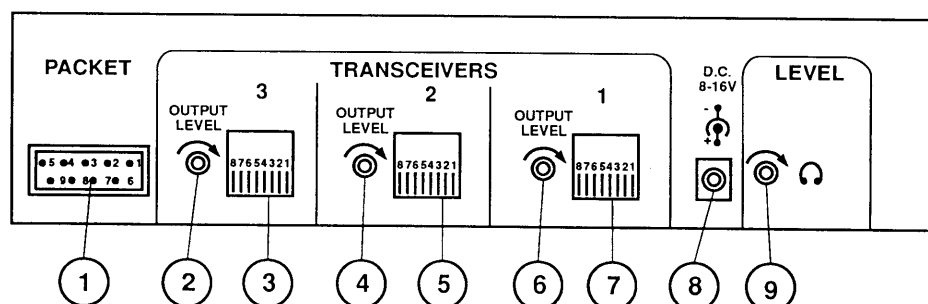 PACKET
5 4 3 2 1
9 8 7 6
TRANSCEIVERS
3
OUTPUT
LEVEL
87654321
2
OUTPUT
LEVEL
87654321
1
OUTPUT
LEVEL
87654321
D.C.
8-16V
-
+
LEVEL
1
2
3
4
5
6
7
8
9